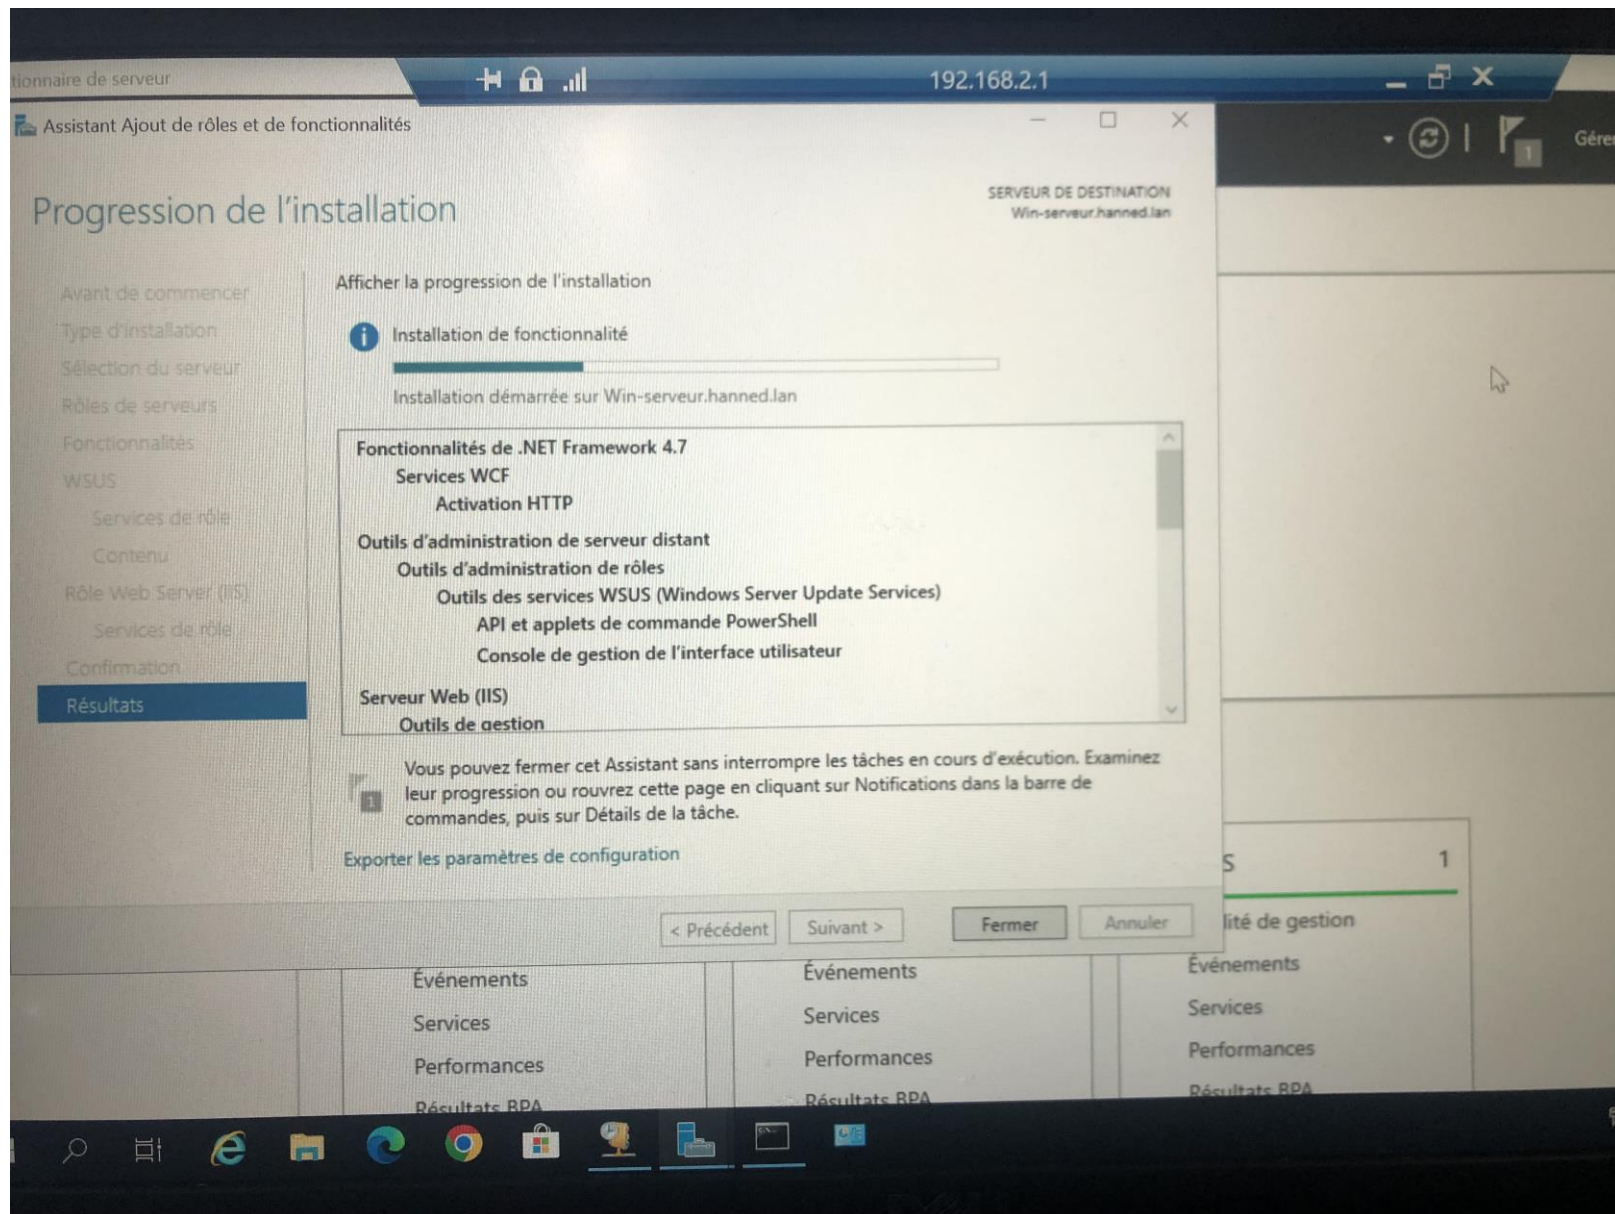 tionnaire de serveur
192.168.2.1
Assistant Ajout de rôles et de fonctionnalités
1
Gérer
Progression de l'installation
SERVEUR DE DESTINATION
Win-serveur.hanned.lan
Avant de commencer
Type d'installation
Sélection du serveur
Rôles de serveurs
Fonctionnalités
WSUS
Services de rôle
Contenu
Rôle Web Server (IIS)
Services de rôle
Confirmation
Résultats
Afficher la progression de l'installation
Installation de fonctionnalité
Installation démarrée sur Win-serveur.hanned.lan
Fonctionnalités de .NET Framework 4.7
Services WCF
Activation HTTP
Outils d'administration de serveur distant
Outils d'administration de rôles
Outils des services WSUS (Windows Server Update Services)
API et applets de commande PowerShell
Console de gestion de l'interface utilisateur
Serveur Web (IIS)
Outils de gestion
1
Vous pouvez fermer cet Assistant sans interrompre les tâches en cours d'exécution. Examinez
leur progression ou rouvrez cette page en cliquant sur Notifications dans la barre de
commandes, puis sur Détails de la tâche.
Exporter les paramètres de configuration
< Précédent
Suivant >
Fermer
Annuler
S 1
lité de gestion
Événements
Services
Performances
Résultats BPA
Événements
Services
Performances
Résultats BPA
Événements
Services
Performances
Résultats BPA